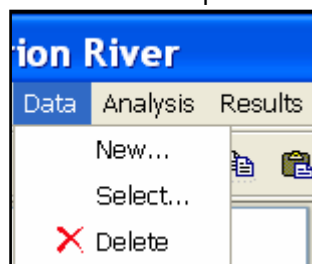 ion River
Data Analysis Results
New...
Select...
Delete